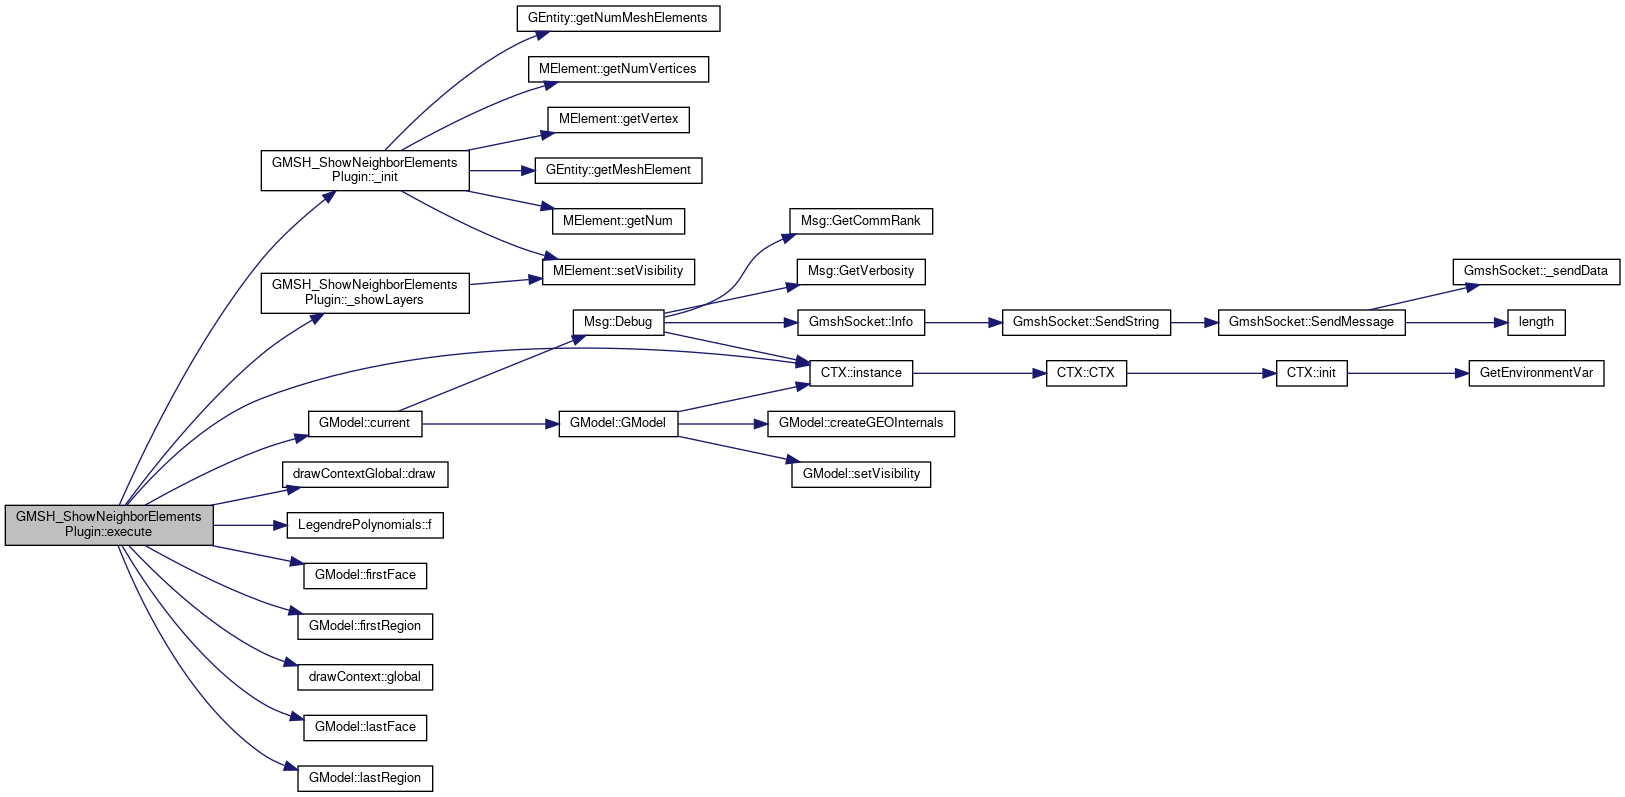 GEntity::getNumMeshElements
MElement::getNumVertices
MElement::getVertex
GMSH_ShowNeighborElements
Plugin::_init
GEntity::getMeshElement
MElement::getNum
Msg::GetCommRank
MElement::setVisibility
Msg::GetVerbosity
GmshSocket::_sendData
GMSH_ShowNeighborElements
Plugin::_showLayers
Msg::Debug
GmshSocket::Info
GmshSocket::SendString
GmshSocket::SendMessage
length
CTX::instance
CTX::CTX
CTX::init
GetEnvironmentVar
GModel::current
GModel::GModel
GModel::createGEOInternals
drawContextGlobal::draw
GModel::setVisibility
GMSH_ShowNeighborElements
Plugin::execute
LegendrePolynomials::f
GModel::firstFace
GModel::firstRegion
drawContext::global
GModel::lastFace
GModel::lastRegion